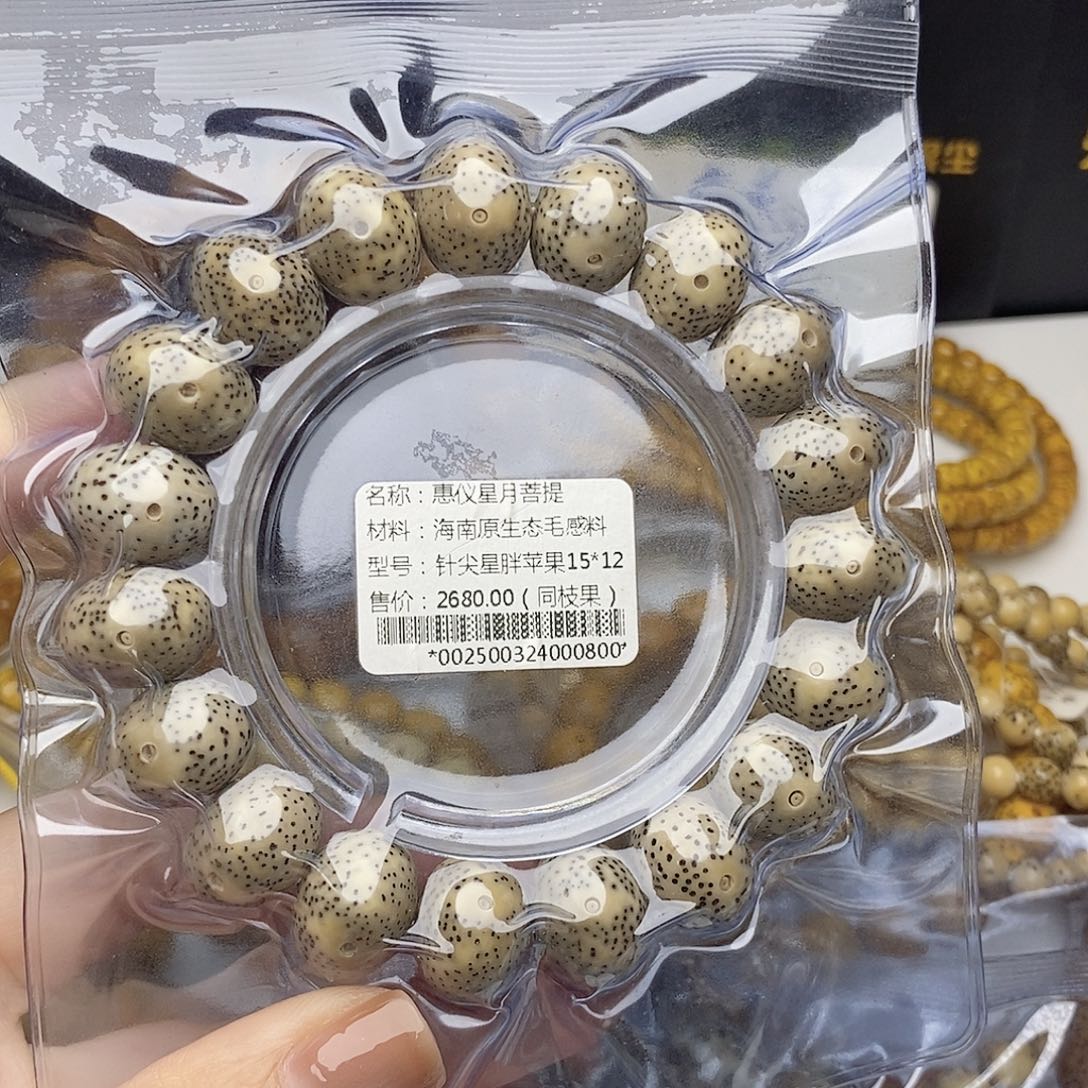 尘
名称：惠仪星月菩提
材料：海南原生态毛感料
型号：针尖星胖苹果15*12
售价：2680.00（同枝果）
*002500324000800*